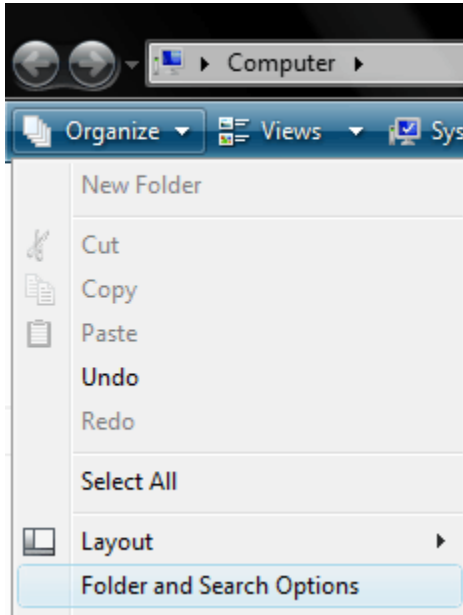 Computer
Organize Views Sys
New Folder
Cut
Copy
Paste
Undo
Redo
Select All
Layout
Folder and Search Options